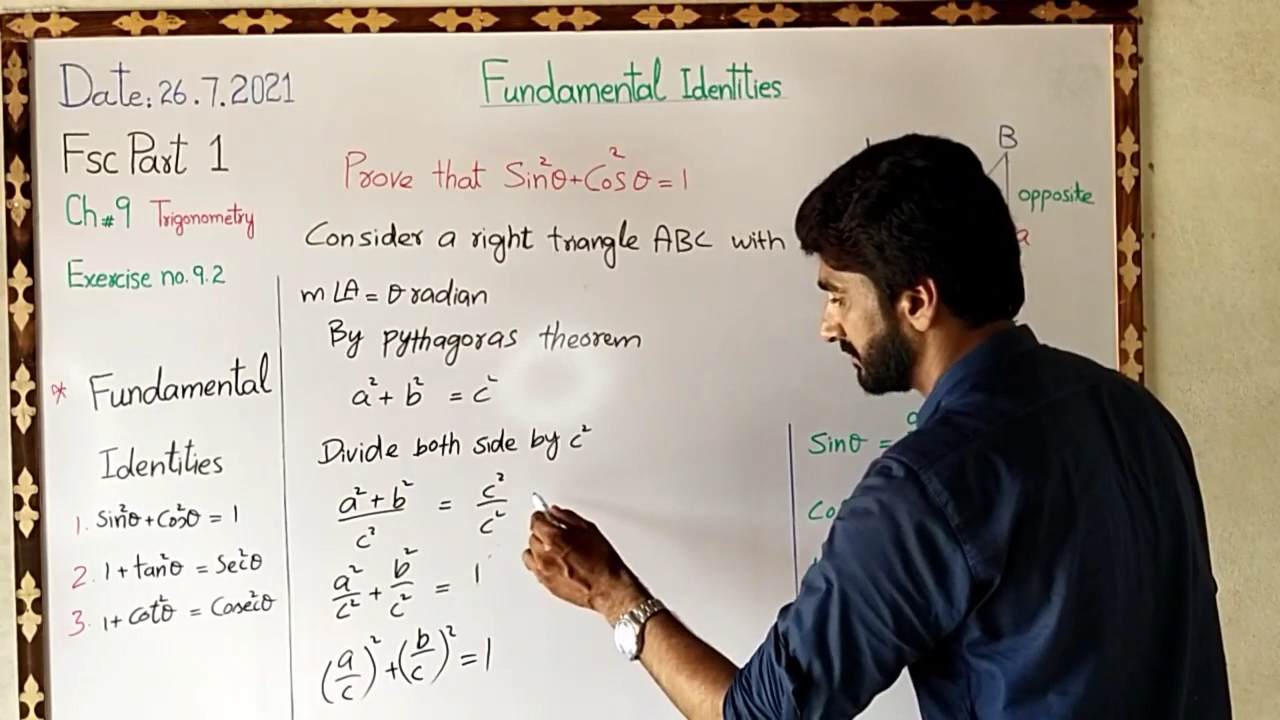 Date: 26.7.2021
Fundamental Identities
Fsc Part 1
Ch#9 Trigonometry
Exercise no.9.2
* Fundamental
Identities
1. Sin²θ+Cos²θ = 1
2. 1+tan²θ = Sec²θ
3. 1+Cot²θ = Cosec²θ
Prove that Sin²θ+Cos²θ=1
Consider a right triangle ABC with
m∠A = θ radian
By pythagoras theorem
a²+b² = c²
Divide both side by c²
(a²+b²)/c² = c²/c²
a²/c² + b²/c² = 1
(a/c)²+(b/c)²=1
B
opposite
a
Sinθ =